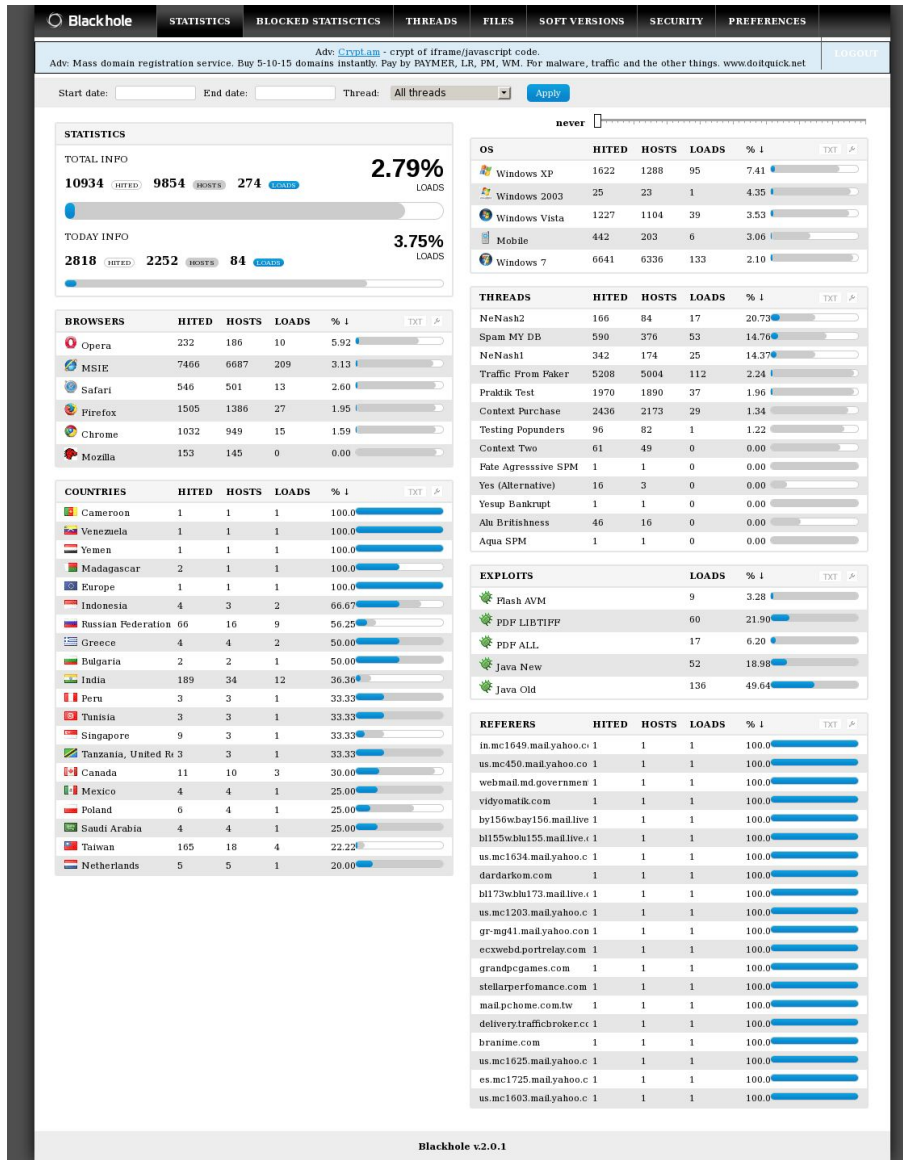 Blackhole STATISTICS BLOCKED STATISCTICS THREADS FILES SOFT VERSIONS SECURITY PREFERENCES
LOGOUT
Adv: Crypt.am - crypt of iframe/javascript code.
Adv: Mass domain registration service. Buy 5-10-15 domains instantly. Pay by PAYMER, LR, PM, WM. For malware, traffic and the other things. www.doitquick.net
Start date: End date: Thread: All threads Apply
never
STATISTICS
TOTAL INFO
10934 HITED 9854 HOSTS 274 LOADS
2.79%
LOADS
TODAY INFO
2818 HITED 2252 HOSTS 84 LOADS
3.75%
LOADS
BROWSERS HITED HOSTS LOADS % ↓ TXT
Opera 232 186 10 5.92
MSIE 7466 6687 209 3.13
Safari 546 501 13 2.60
Firefox 1505 1386 27 1.95
Chrome 1032 949 15 1.59
Mozilla 153 145 0 0.00
COUNTRIES HITED HOSTS LOADS % ↓ TXT
Cameroon 1 1 1 100.0
Venezuela 1 1 1 100.0
Yemen 1 1 1 100.0
Madagascar 2 1 1 100.0
Europe 1 1 1 100.0
Indonesia 4 3 2 66.67
Russian Federation 66 16 9 56.25
Greece 4 4 2 50.00
Bulgaria 2 2 1 50.00
India 189 34 12 36.36
Peru 3 3 1 33.33
Tunisia 3 3 1 33.33
Singapore 9 3 1 33.33
Tanzania, United Re 3 3 1 33.33
Canada 11 10 3 30.00
Mexico 4 4 1 25.00
Poland 6 4 1 25.00
Saudi Arabia 4 4 1 25.00
Taiwan 165 18 4 22.22
Netherlands 5 5 1 20.00
OS HITED HOSTS LOADS % ↓ TXT
Windows XP 1622 1288 95 7.41
Windows 2003 25 23 1 4.35
Windows Vista 1227 1104 39 3.53
Mobile 442 203 6 3.06
Windows 7 6641 6336 133 2.10
THREADS HITED HOSTS LOADS % ↓ TXT
NeNash2 166 84 17 20.73
Spam MY DB 590 376 53 14.76
NeNash1 342 174 25 14.37
Traffic From Faker 5208 5004 112 2.24
Praktik Test 1970 1890 37 1.96
Context Purchase 2436 2173 29 1.34
Testing Popunders 96 82 1 1.22
Context Two 61 49 0 0.00
Fate Agresssive SPM 1 1 0 0.00
Yes (Alternative) 16 3 0 0.00
Yesup Bankrupt 1 1 0 0.00
Alu Britishness 46 16 0 0.00
Aqua SPM 1 1 0 0.00
EXPLOITS LOADS % ↓ TXT
Flash AVM 9 3.28
PDF LIBTIFF 60 21.90
PDF ALL 17 6.20
Java New 52 18.98
Java Old 136 49.64
REFERERS HITED HOSTS LOADS % ↓ TXT
in.mc1649.mail.yahoo.c 1 1 1 100.0
us.mc450.mail.yahoo.co 1 1 1 100.0
webmail.md.governmen 1 1 1 100.0
vidyomatik.com 1 1 1 100.0
by156w.bay156.mail.live 1 1 1 100.0
bl155w.blu155.mail.live. 1 1 1 100.0
us.mc1634.mail.yahoo.c 1 1 1 100.0
dardarkom.com 1 1 1 100.0
bl173w.blu173.mail.live. 1 1 1 100.0
us.mc1203.mail.yahoo.c 1 1 1 100.0
gr-mg41.mail.yahoo.com 1 1 1 100.0
ecxwebd.portrelay.com 1 1 1 100.0
grandpcgames.com 1 1 1 100.0
stellarperfomance.com 1 1 1 100.0
mail.pchome.com.tw 1 1 1 100.0
delivery.trafficbroker.c 1 1 1 100.0
branime.com 1 1 1 100.0
us.mc1625.mail.yahoo.c 1 1 1 100.0
es.mc1725.mail.yahoo.c 1 1 1 100.0
us.mc1603.mail.yahoo.c 1 1 1 100.0
Blackhole v.2.0.1